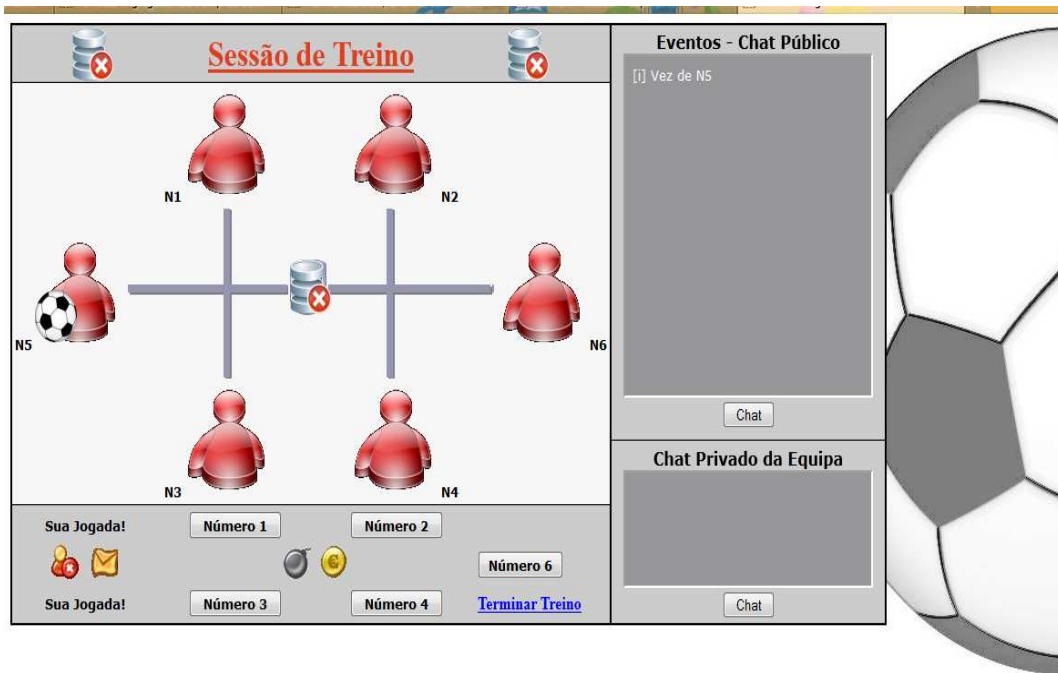 Sessão de Treino
N1
N2
N5
N6
N3
N4
Sua Jogada!
Número 1
Número 2
Número 6
Sua Jogada!
Número 3
Número 4
Terminar Treino
Eventos - Chat Público
[i] Vez de N5
Chat
Chat Privado da Equipa
Chat